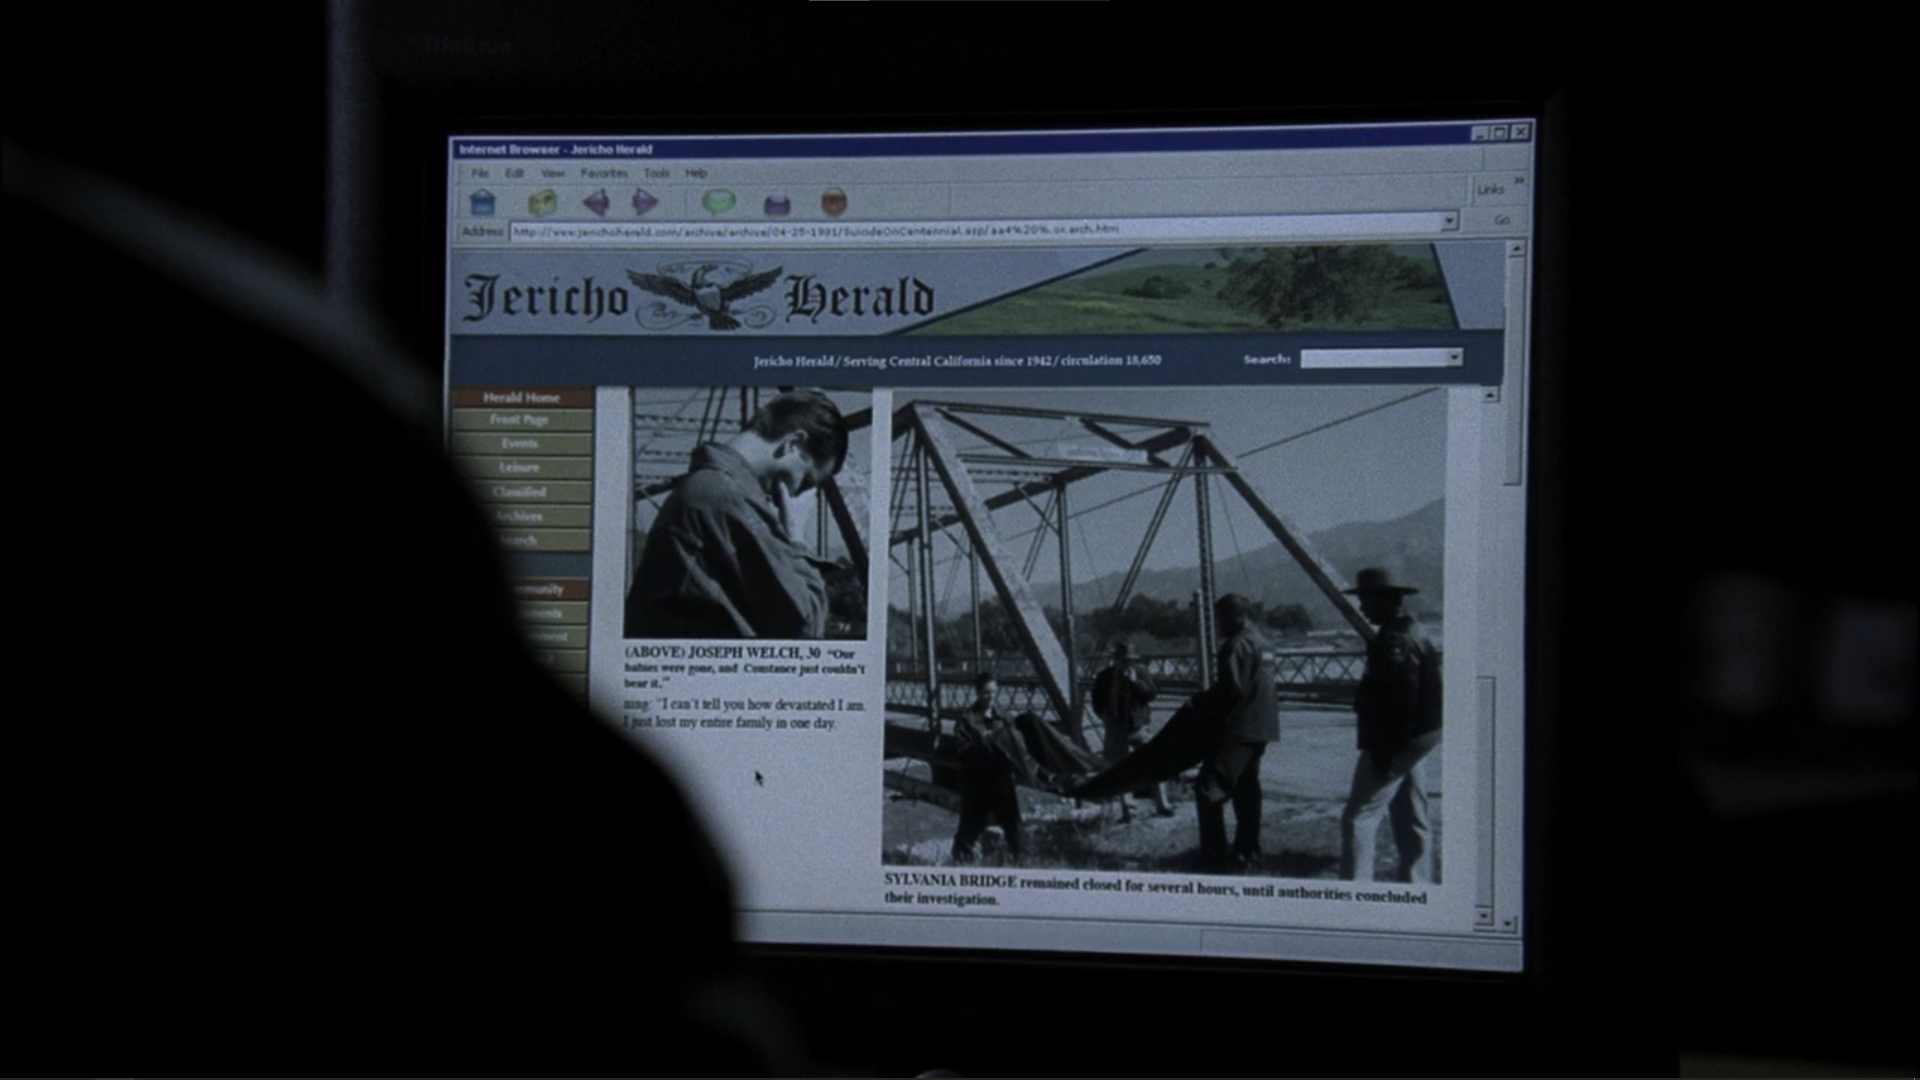 Internet Browser - Jericho Herald
File Edit View Favorites Tools Help
Links
Address
Go
Jericho Herald
Jericho Herald / Serving Central California since 1942 / circulation 18,650
Search:
Herald Home
Front Page
Events
Leisure
Classified
Archives
(ABOVE) JOSEPH WELCH, 30 "Our
babies were gone, and Constance just couldn't
bear it."
ning: "I can't tell you how devastated I am.
I just lost my entire family in one day.
SYLVANIA BRIDGE remained closed for several hours, until authorities concluded
their investigation.